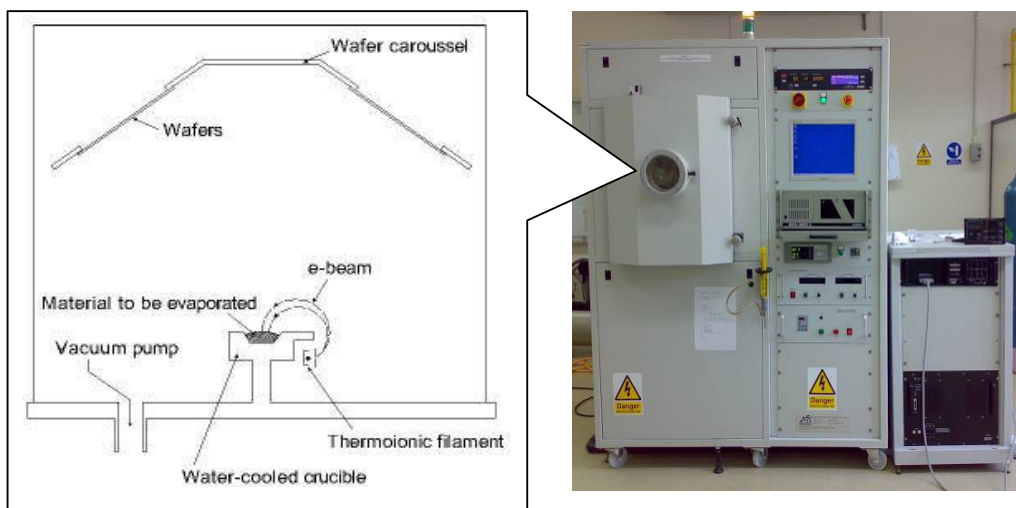 Wafer caroussel
Wafers
e-beam
Material to be evaporated
Vacuum pump
Thermoionic filament
Water-cooled crucible
Danger
Danger